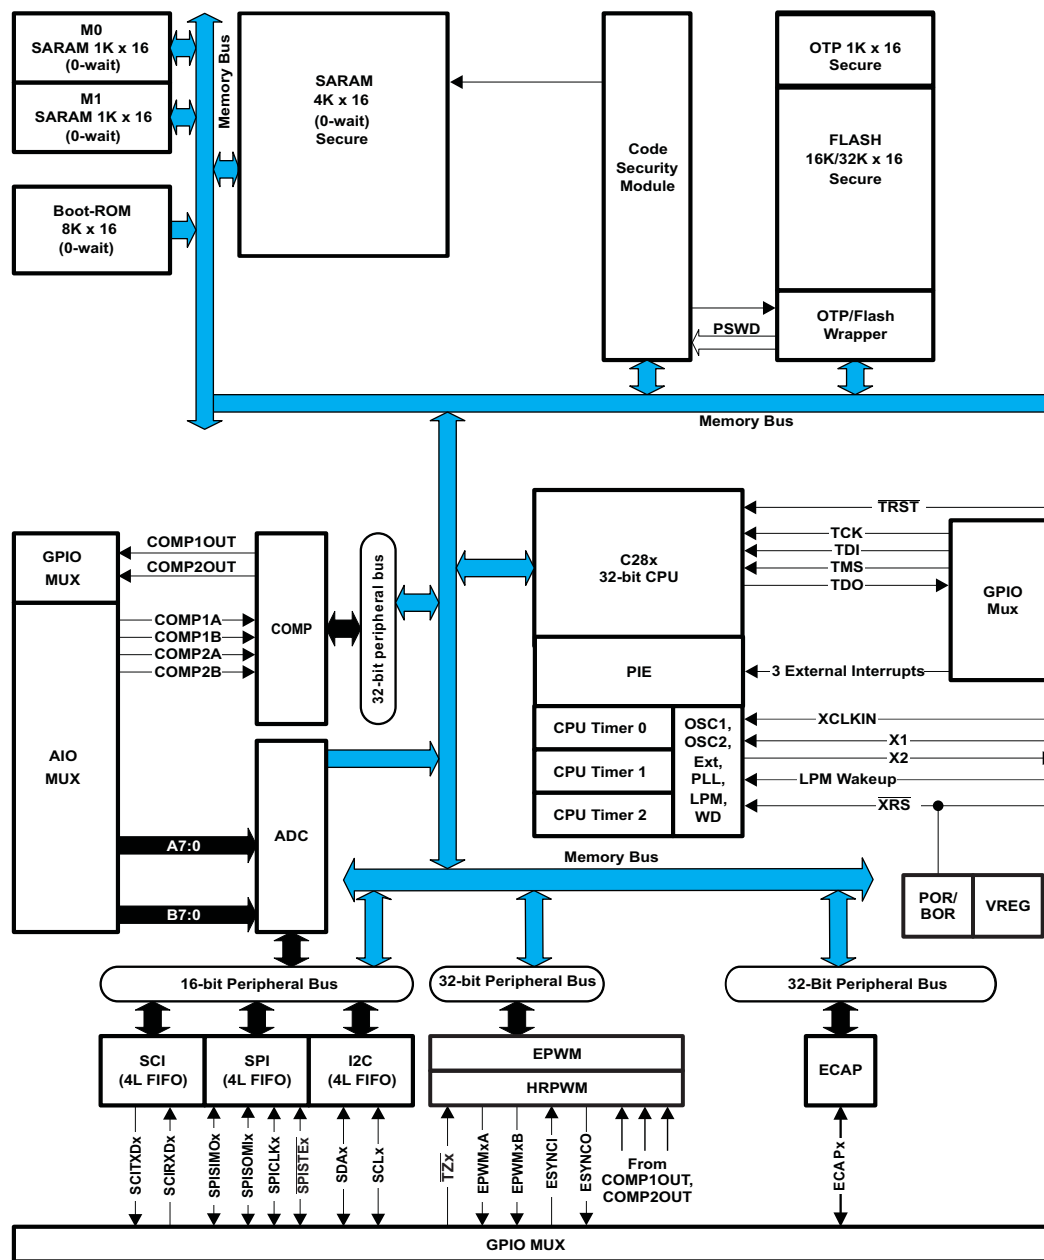 M0
SARAM 1K x 16
(0-wait)
M1
SARAM 1K x 16
(0-wait)
Boot-ROM
8K x 16
(0-wait)
Memory Bus
SARAM
4K x 16
(0-wait)
Secure
Code
Security
Module
OTP 1K x 16
Secure
FLASH
16K/32K x 16
Secure
OTP/Flash
Wrapper
PSWD
Memory Bus
GPIO
MUX
COMP1OUT
COMP2OUT
COMP1A
COMP1B
COMP2A
COMP2B
COMP
32-bit peripheral bus
AIO
MUX
A7:0
B7:0
ADC
C28x
32-bit CPU
PIE
CPU Timer 0
CPU Timer 1
CPU Timer 2
OSC1,
OSC2,
Ext,
PLL,
LPM,
WD
TRST
TCK
TDI
TMS
TDO
GPIO
Mux
3 External Interrupts
XCLKIN
X1
X2
LPM Wakeup
XRS
POR/
BOR
VREG
Memory Bus
16-bit Peripheral Bus
32-bit Peripheral Bus
32-Bit Peripheral Bus
SCI
(4L FIFO)
SPI
(4L FIFO)
I2C
(4L FIFO)
EPWM
HRPWM
ECAP
SCITXDx
SCIRXDx
SPISIMOx
SPISOMIx
SPICLKx
SPISTEx
SDAx
SCLx
TZx
EPWMxA
EPWMxB
ESYNCI
ESYNCO
From
COMP1OUT,
COMP2OUT
ECAPx
GPIO MUX